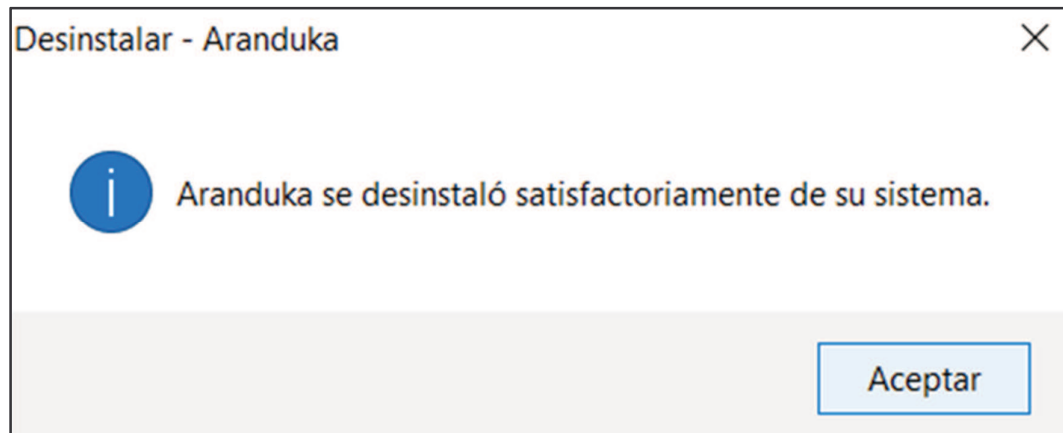 Desinstalar - Aranduka
Aranduka se desinstaló satisfactoriamente de su sistema.
Aceptar